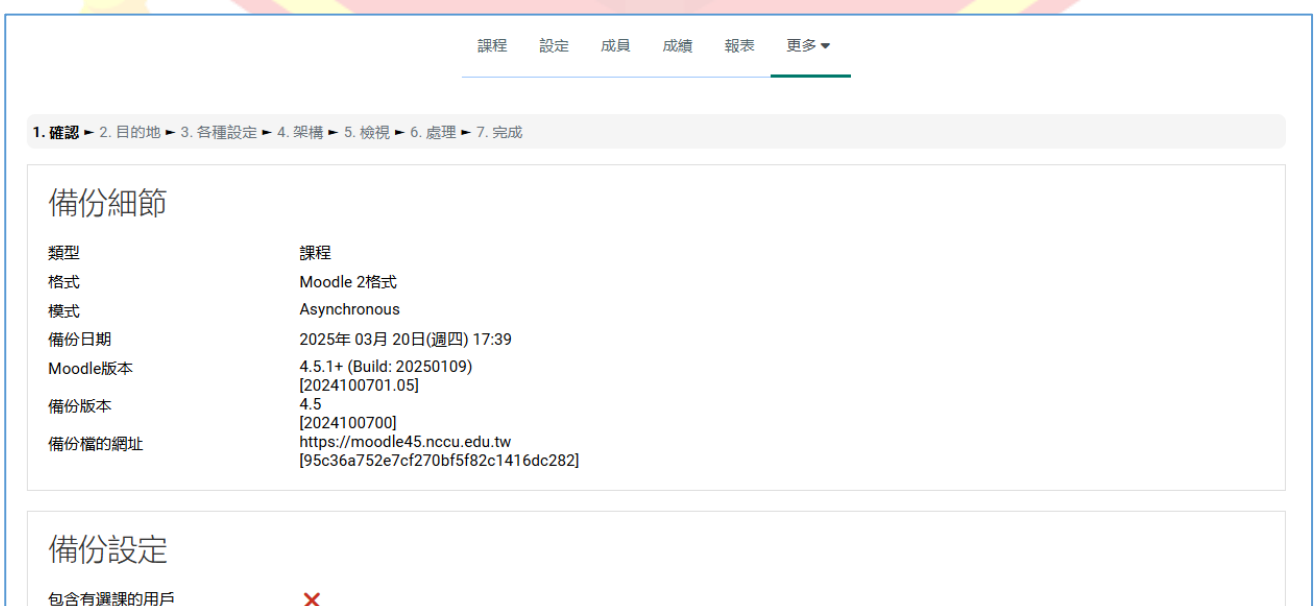 課程 設定 成員 成績 報表 更多
1. 確認 ► 2. 目的地 ► 3. 各種設定 ► 4. 架構 ► 5. 檢視 ► 6. 處理 ► 7. 完成
備份細節
類型 課程
格式 Moodle 2格式
模式 Asynchronous
備份日期 2025年 03月 20日(週四) 17:39
Moodle版本 4.5.1+ (Build: 20250109)
[2024100701.05]
備份版本 4.5
[2024100700]
備份檔的網址 https://moodle45.nccu.edu.tw
[95c36a752e7cf270bf5f82c1416dc282]
備份設定
包含有選課的用戶